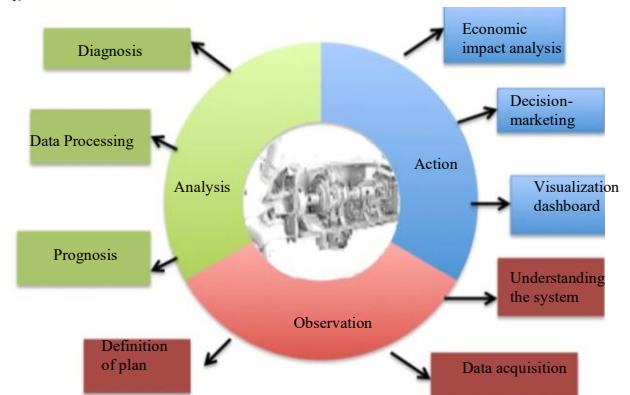 Diagnosis
Economic
impact analysis
Data Processing
Decision-
marketing
Analysis
Action
Visualization
dashboard
Prognosis
Understanding
the system
Observation
Definition
of plan
Data acquisition